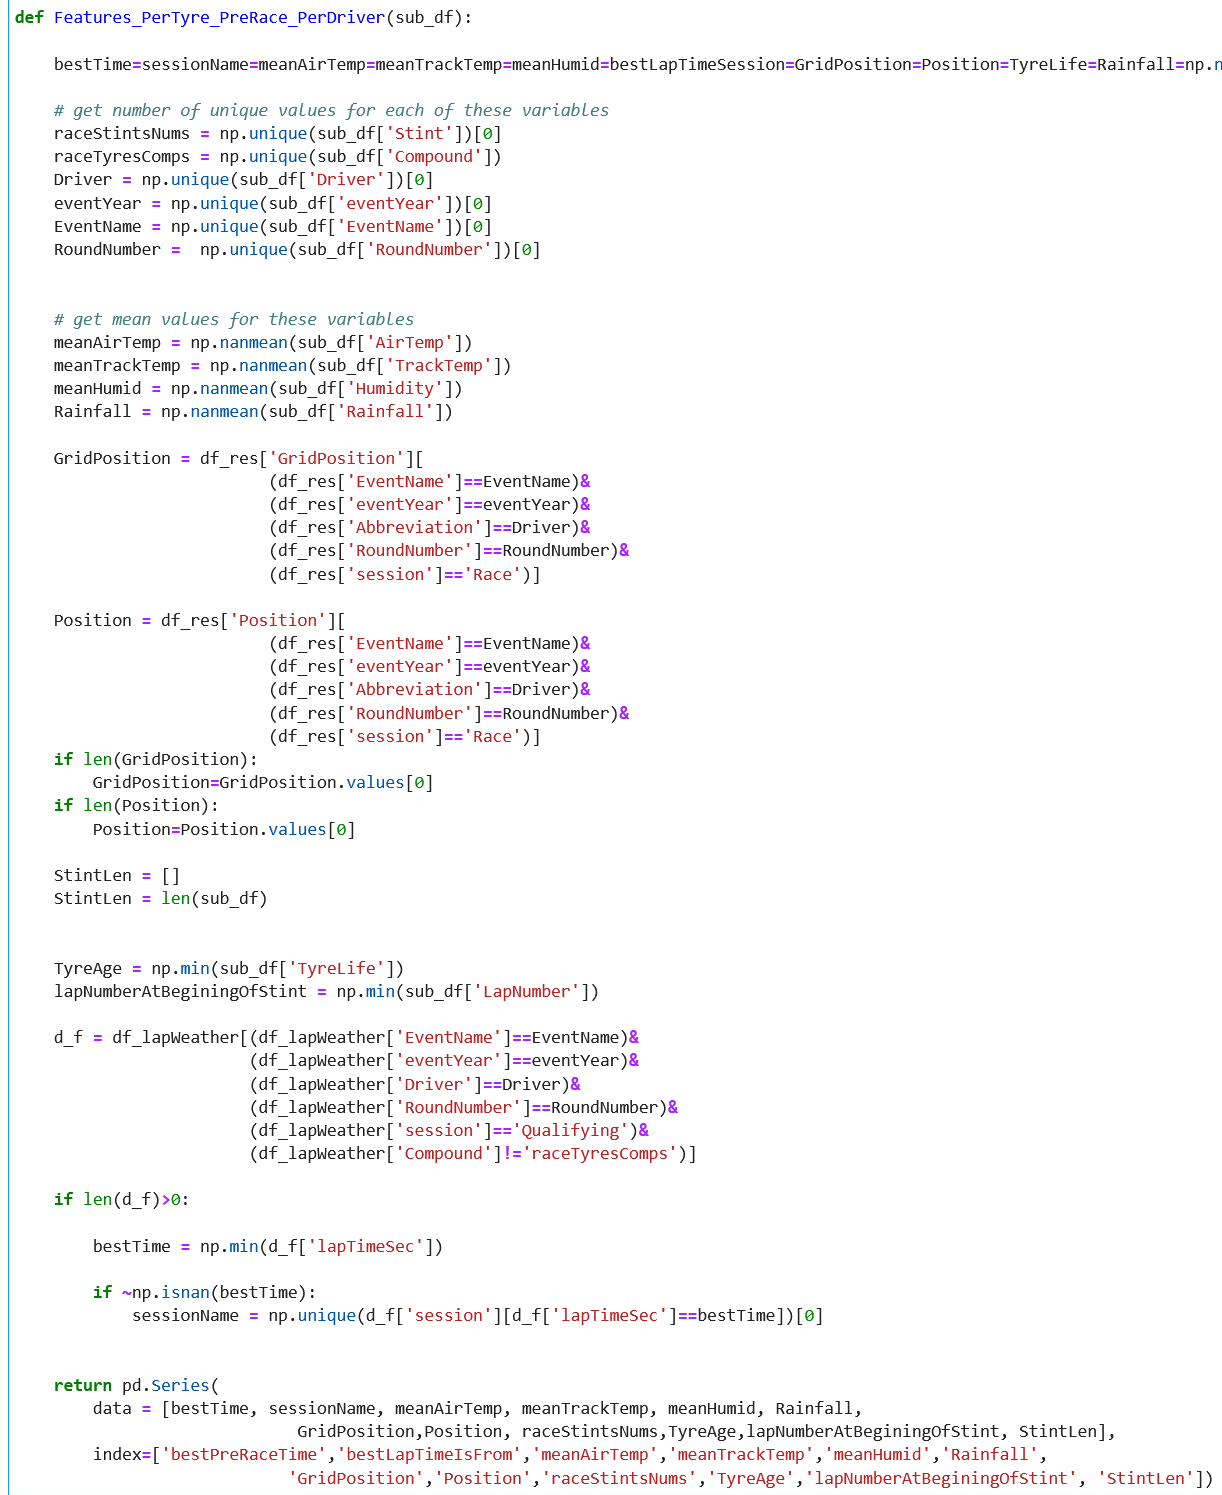 def Features_PerTyre_PreRace_PerDriver(sub_df):
    bestTime=sessionName=meanAirTemp=meanTrackTemp=meanHumid=bestLapTimeSession=GridPosition=Position=TyreLife=Rainfall=np.n
    # get number of unique values for each of these variables
    raceStintsNums = np.unique(sub_df['Stint'])[0]
    raceTyresComps = np.unique(sub_df['Compound'])
    Driver = np.unique(sub_df['Driver'])[0]
    eventYear = np.unique(sub_df['eventYear'])[0]
    EventName = np.unique(sub_df['EventName'])[0]
    RoundNumber =  np.unique(sub_df['RoundNumber'])[0]
    # get mean values for these variables
    meanAirTemp = np.nanmean(sub_df['AirTemp'])
    meanTrackTemp = np.nanmean(sub_df['TrackTemp'])
    meanHumid = np.nanmean(sub_df['Humidity'])
    Rainfall = np.nanmean(sub_df['Rainfall'])
    GridPosition = df_res['GridPosition'][
                          (df_res['EventName']==EventName)&
                          (df_res['eventYear']==eventYear)&
                          (df_res['Abbreviation']==Driver)&
                          (df_res['RoundNumber']==RoundNumber)&
                          (df_res['session']=='Race')]
    Position = df_res['Position'][
                          (df_res['EventName']==EventName)&
                          (df_res['eventYear']==eventYear)&
                          (df_res['Abbreviation']==Driver)&
                          (df_res['RoundNumber']==RoundNumber)&
                          (df_res['session']=='Race')]
    if len(GridPosition):
        GridPosition=GridPosition.values[0]
    if len(Position):
        Position=Position.values[0]
    StintLen = []
    StintLen = len(sub_df)
    TyreAge = np.min(sub_df['TyreLife'])
    lapNumberAtBeginingOfStint = np.min(sub_df['LapNumber'])
    d_f = df_lapWeather[(df_lapWeather['EventName']==EventName)&
                        (df_lapWeather['eventYear']==eventYear)&
                        (df_lapWeather['Driver']==Driver)&
                        (df_lapWeather['RoundNumber']==RoundNumber)&
                        (df_lapWeather['session']=='Qualifying')&
                        (df_lapWeather['Compound']!='raceTyresComps')]
    if len(d_f)>0:
        bestTime = np.min(d_f['lapTimeSec'])
        if ~np.isnan(bestTime):
            sessionName = np.unique(d_f['session'][d_f['lapTimeSec']==bestTime])[0]
    return pd.Series(
        data = [bestTime, sessionName, meanAirTemp, meanTrackTemp, meanHumid, Rainfall,
                             GridPosition,Position, raceStintsNums,TyreAge,lapNumberAtBeginingOfStint, StintLen],
        index=['bestPreRaceTime','bestLapTimeIsFrom','meanAirTemp','meanTrackTemp','meanHumid','Rainfall',
                            'GridPosition','Position','raceStintsNums','TyreAge','lapNumberAtBeginingOfStint', 'StintLen'])